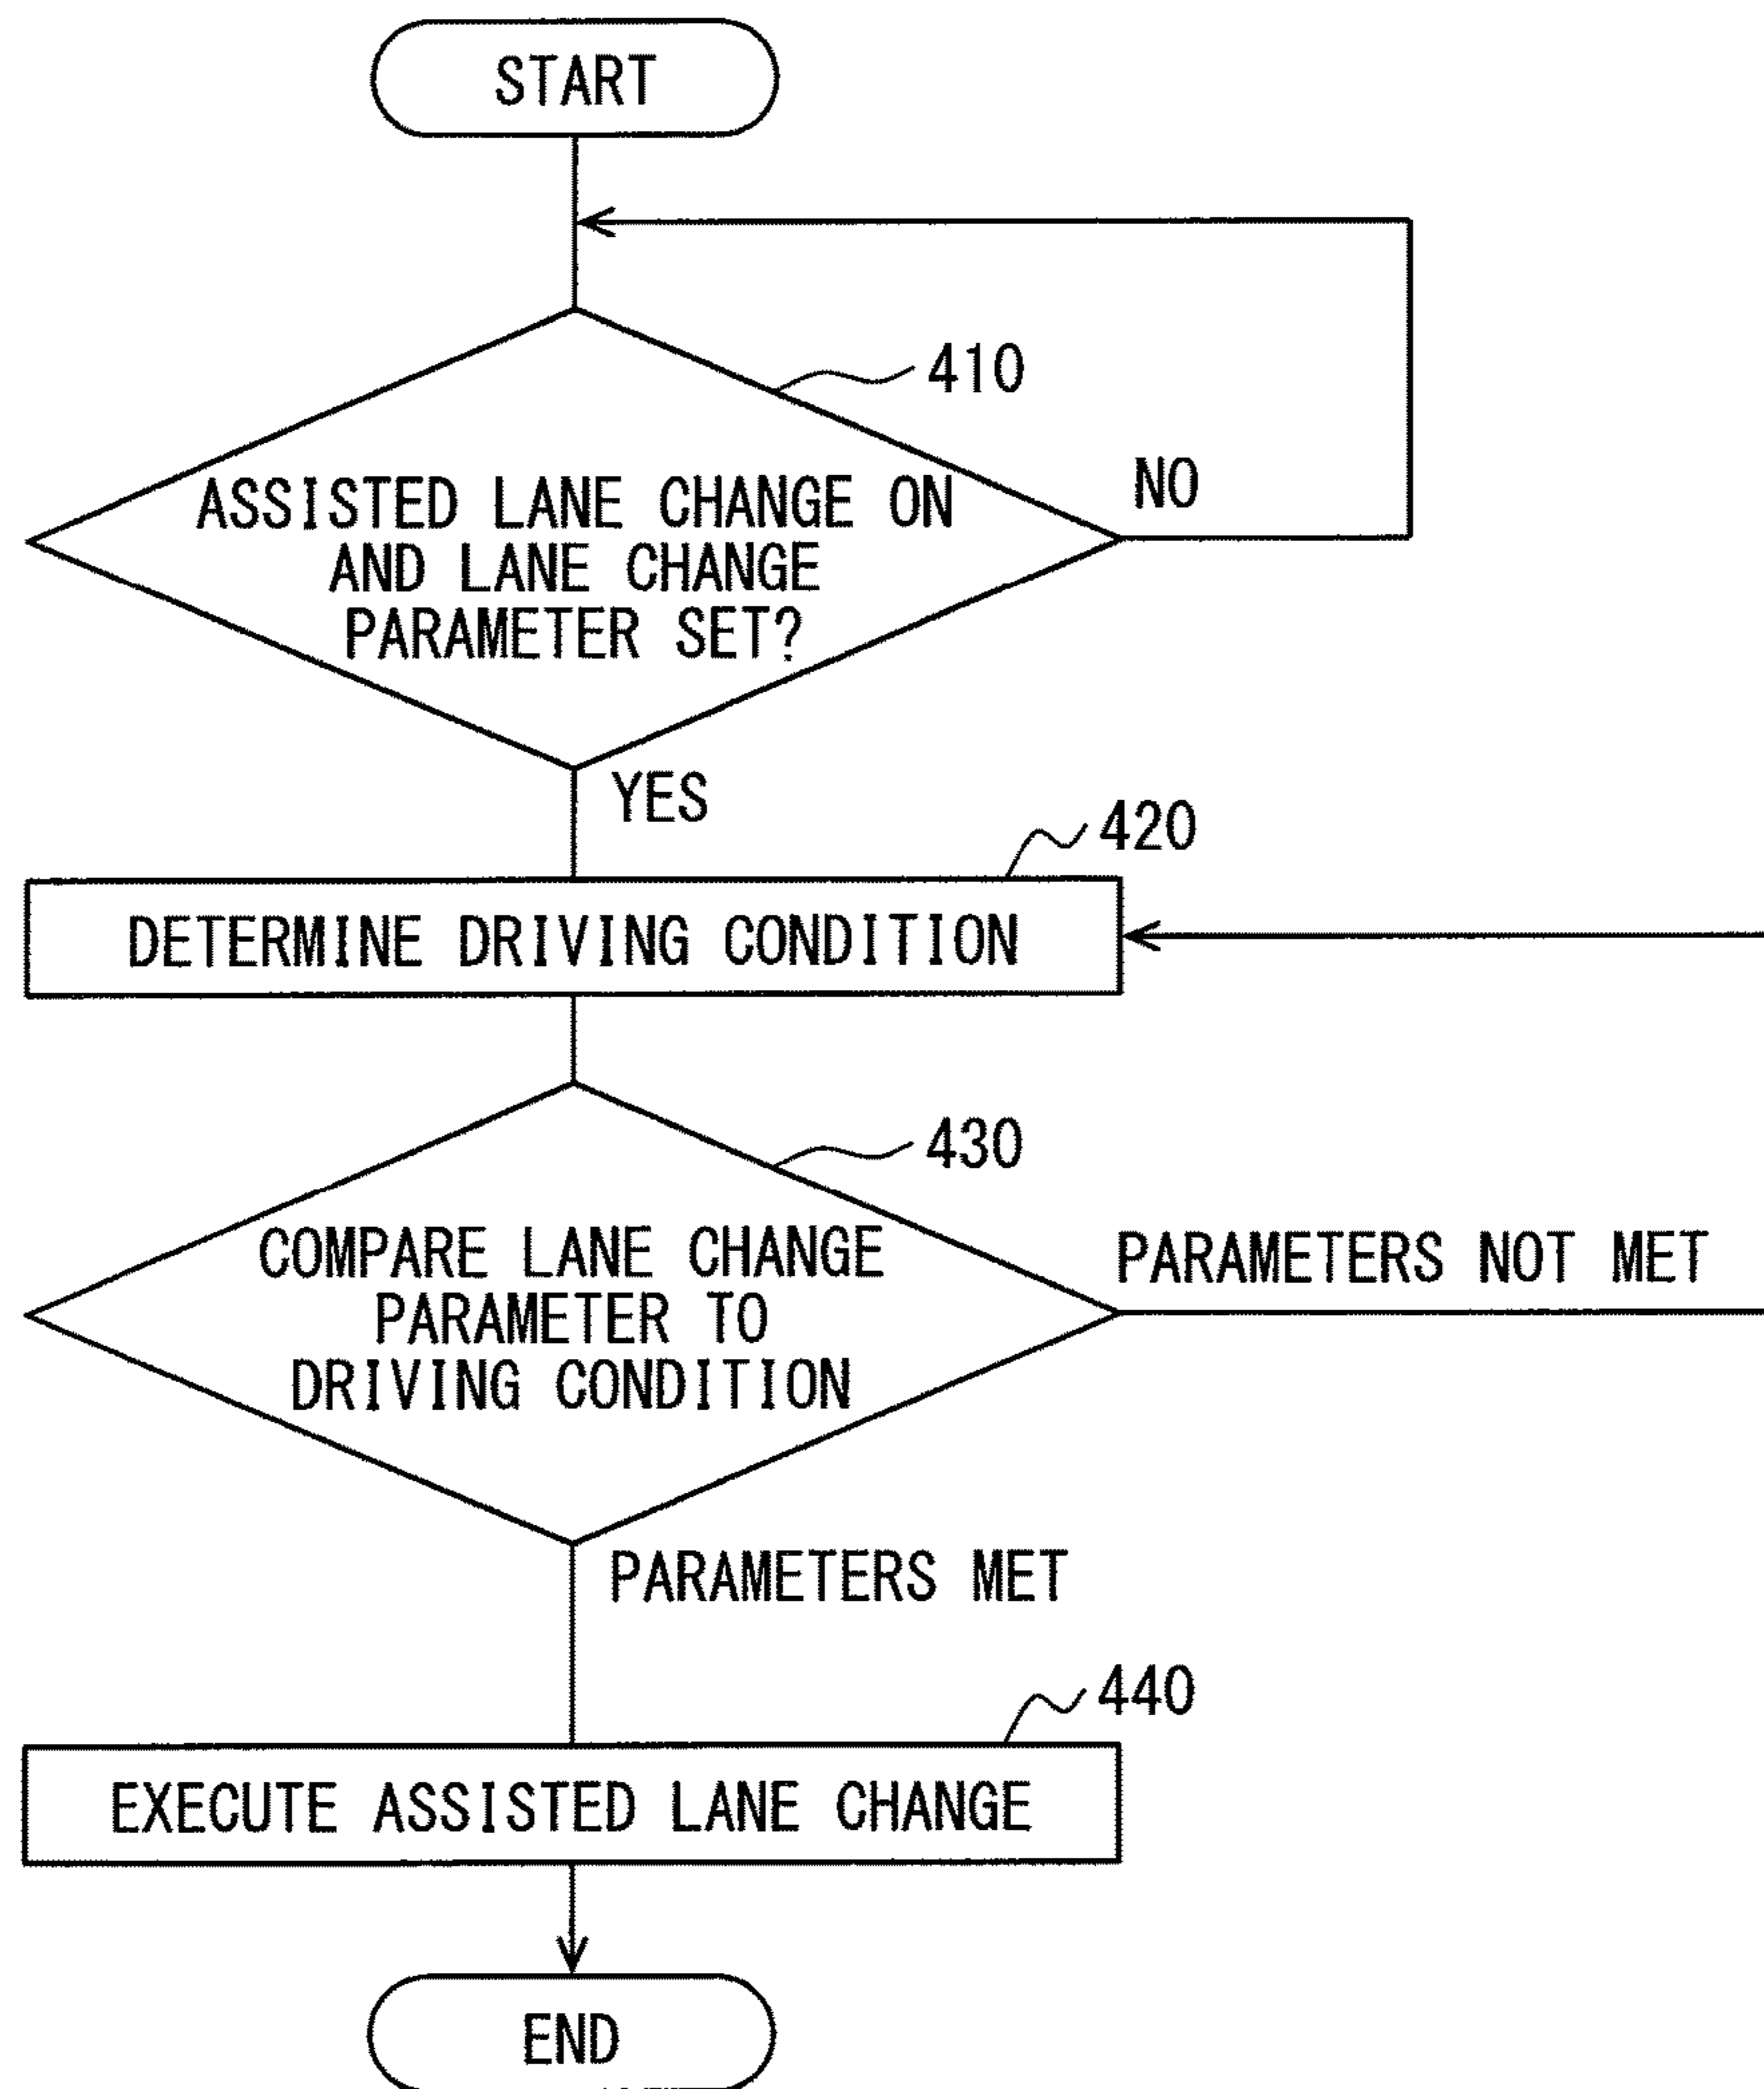 START
410
ASSISTED LANE CHANGE ON
AND LANE CHANGE
PARAMETER SET?
NO
YES
420
DETERMINE DRIVING CONDITION
430
COMPARE LANE CHANGE
PARAMETER TO
DRIVING CONDITION
PARAMETERS NOT MET
PARAMETERS MET
440
EXECUTE ASSISTED LANE CHANGE
END